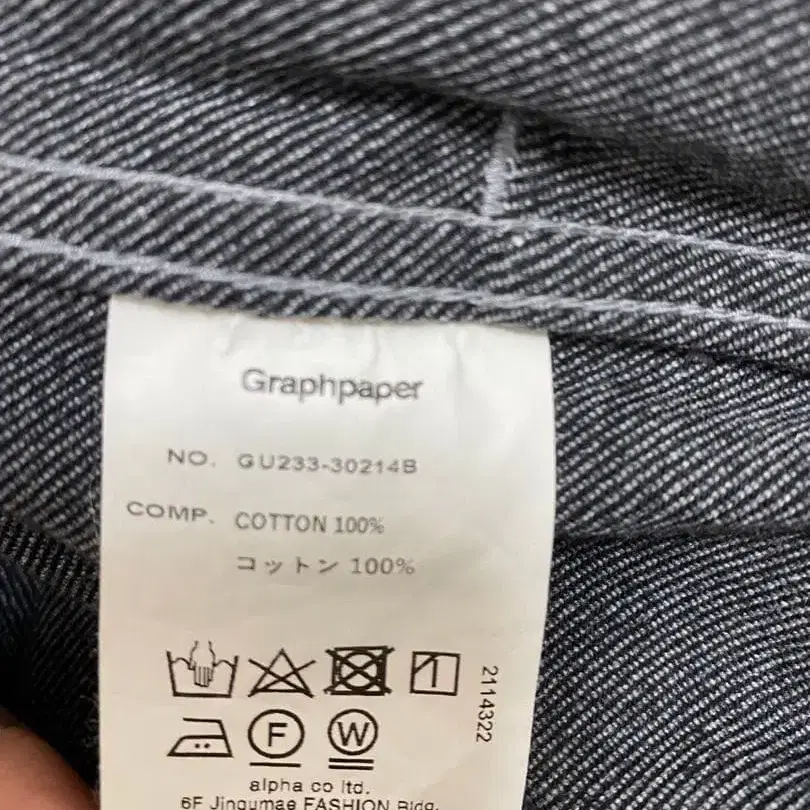 Graphpaper
NO. GU233-30214B
COMP. COTTON 100%
コットン 100%
2114322
F W
alpha co ltd.
6F Jingumae FASHION Bldg.